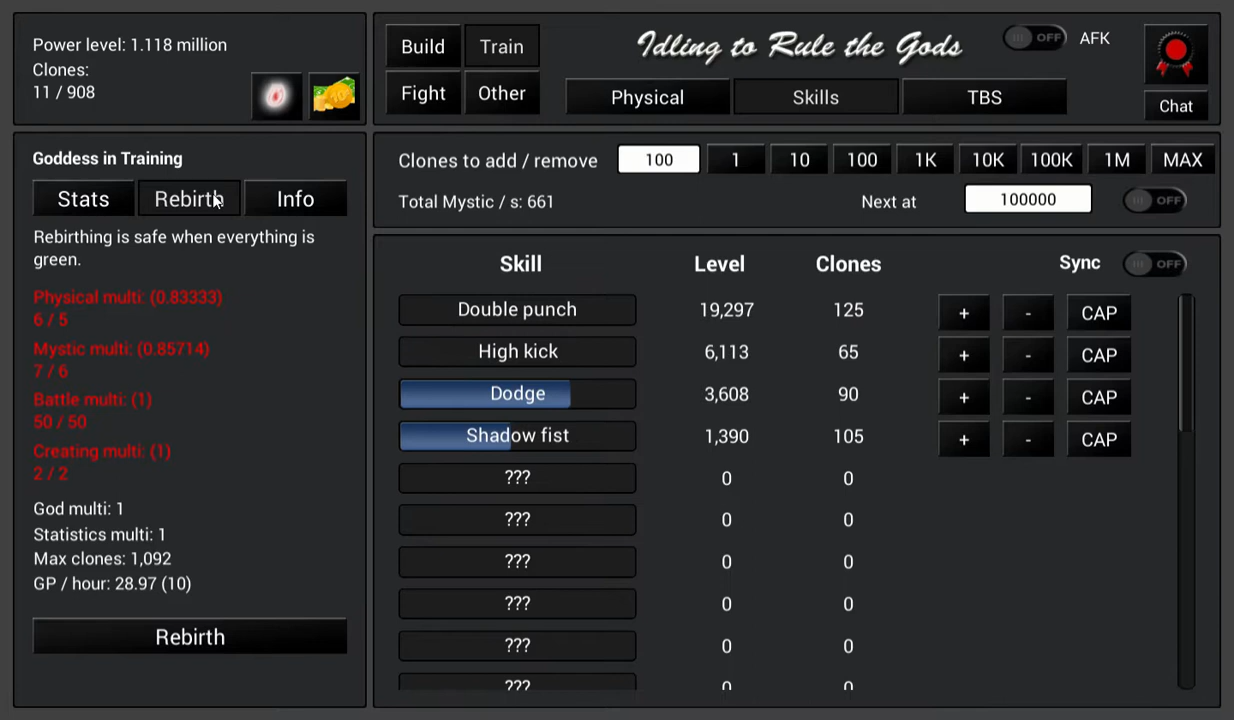 Power level: 1.118 million
Clones:
11 / 908
Build
Train
Fight
Other
Idling to Rule the Gods
OFF
AFK
Physical
Skills
TBS
Chat
Goddess in Training
Stats
Rebirth
Info
Rebirthing is safe when everything is
green.
Physical multi: (0.83333)
6 / 5
Mystic multi: (0.85714)
7 / 6
Battle multi: (1)
50 / 50
Creating multi: (1)
2 / 2
God multi: 1
Statistics multi: 1
Max clones: 1,092
GP / hour: 28.97 (10)
Rebirth
Clones to add / remove 100 1 10 100 1K 10K 100K 1M MAX
Total Mystic / s: 661 Next at 100000 OFF
Skill Level Clones Sync OFF
Double punch 19,297 125 + - CAP
High kick 6,113 65 + - CAP
Dodge 3,608 90 + - CAP
Shadow fist 1,390 105 + - CAP
??? 0 0
??? 0 0
??? 0 0
??? 0 0
??? 0 0
??? 0 0